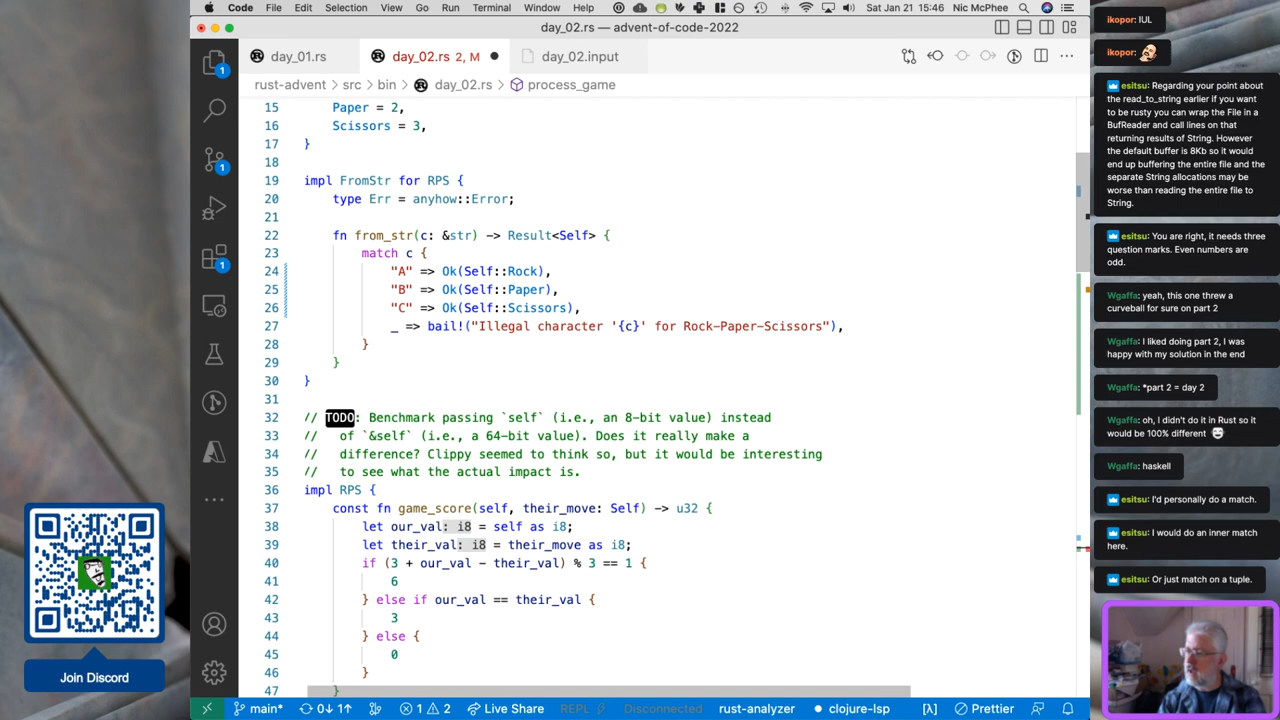 Code File Edit Selection View Go Run Terminal Window Help
Sat Jan 21 15:46 Nic McPhee
day_02.rs — advent-of-code-2022
day_01.rs
day_02.rs 2, M
day_02.input
rust-advent > src > bin > day_02.rs > process_game
15 Paper = 2,
16 Scissors = 3,
17 }
18
19 impl FromStr for RPS {
20 type Err = anyhow::Error;
21
22 fn from_str(c: &str) -> Result<Self> {
23 match c {
24 "A" => Ok(Self::Rock),
25 "B" => Ok(Self::Paper),
26 "C" => Ok(Self::Scissors),
27 _ => bail!("Illegal character '{c}' for Rock-Paper-Scissors"),
28 }
29 }
30 }
31
32 // TODO: Benchmark passing `self` (i.e., an 8-bit value) instead
33 // of `&self` (i.e., a 64-bit value). Does it really make a
34 // difference? Clippy seemed to think so, but it would be interesting
35 // to see what the actual impact is.
36 impl RPS {
37 const fn game_score(self, their_move: Self) -> u32 {
38 let our_val: i8 = self as i8;
39 let their_val: i8 = their_move as i8;
40 if (3 + our_val - their_val) % 3 == 1 {
41 6
42 } else if our_val == their_val {
43 3
44 } else {
45 0
46 }
47 }
1
1
1
main* 0↓ 1↑ 1 2 Live Share REPL Disconnected rust-analyzer clojure-lsp [λ] Prettier
Join Discord
ikopor: IUL
ikopor:
esitsu: Regarding your point about
the read_to_string earlier if you want
to be rusty you can wrap the File in a
BufReader and call lines on that
returning results of String. However
the default buffer is 8Kb so it would
end up buffering the entire file and the
separate String allocations may be
worse than reading the entire file to
String.
esitsu: You are right, it needs three
question marks. Even numbers are
odd.
Wgaffa: yeah, this one threw a
curveball for sure on part 2
Wgaffa: I liked doing part 2, I was
happy with my solution in the end
Wgaffa: *part 2 = day 2
Wgaffa: oh, I didn't do it in Rust so it
would be 100% different
Wgaffa: haskell
esitsu: I'd personally do a match.
esitsu: I would do an inner match
here.
esitsu: Or just match on a tuple.